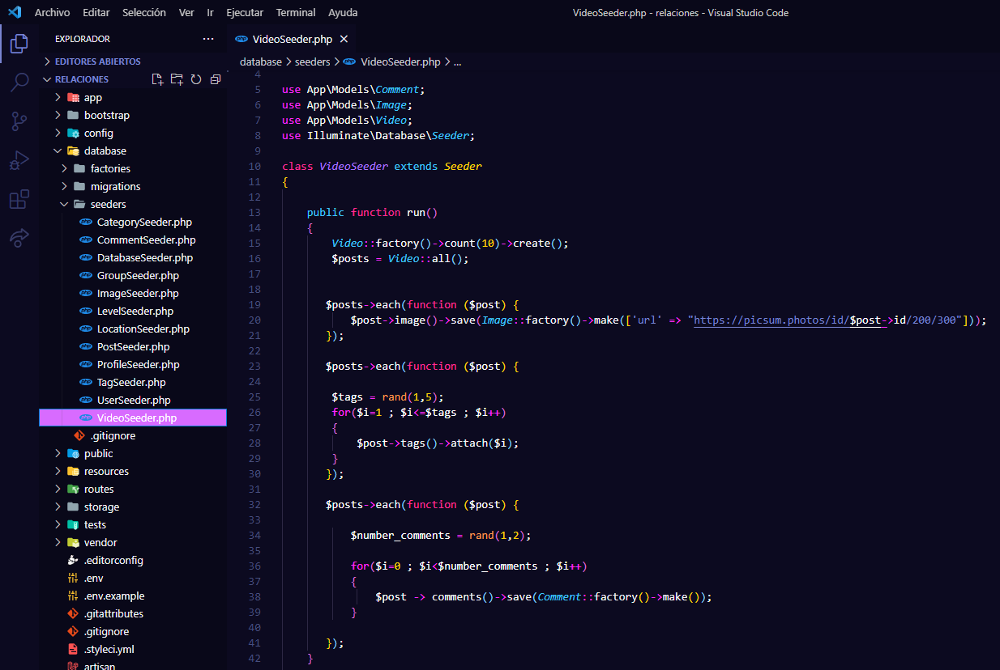 Archivo Editar Selección Ver Ir Ejecutar Terminal Ayuda VideoSeeder.php - relaciones - Visual Studio Code
EXPLORADOR ···
EDITORES ABIERTOS
RELACIONES
app
bootstrap
config
database
factories
migrations
seeders
CategorySeeder.php
CommentSeeder.php
DatabaseSeeder.php
GroupSeeder.php
ImageSeeder.php
LevelSeeder.php
LocationSeeder.php
PostSeeder.php
ProfileSeeder.php
TagSeeder.php
UserSeeder.php
VideoSeeder.php
.gitignore
public
resources
routes
storage
tests
vendor
.editorconfig
.env
.env.example
.gitattributes
.gitignore
.styleci.yml
artisan
VideoSeeder.php
database > seeders > VideoSeeder.php > ...
4
5 use App\Models\Comment;
6 use App\Models\Image;
7 use App\Models\Video;
8 use Illuminate\Database\Seeder;
9
10 class VideoSeeder extends Seeder
11 {
12
13 public function run()
14 {
15 Video::factory()->count(10)->create();
16 $posts = Video::all();
17
18
19 $posts->each(function ($post) {
20 $post->image()->save(Image::factory()->make(['url' => "https://picsum.photos/id/$post->id/200/300"]));
21 });
22
23 $posts->each(function ($post) {
24
25 $tags = rand(1,5);
26 for($i=1 ; $i<=$tags ; $i++)
27 {
28 $post->tags()->attach($i);
29 }
30 });
31
32 $posts->each(function ($post) {
33
34 $number_comments = rand(1,2);
35
36 for($i=0 ; $i<$number_comments ; $i++)
37 {
38 $post -> comments()->save(Comment::factory()->make());
39 }
40
41 });
42 }